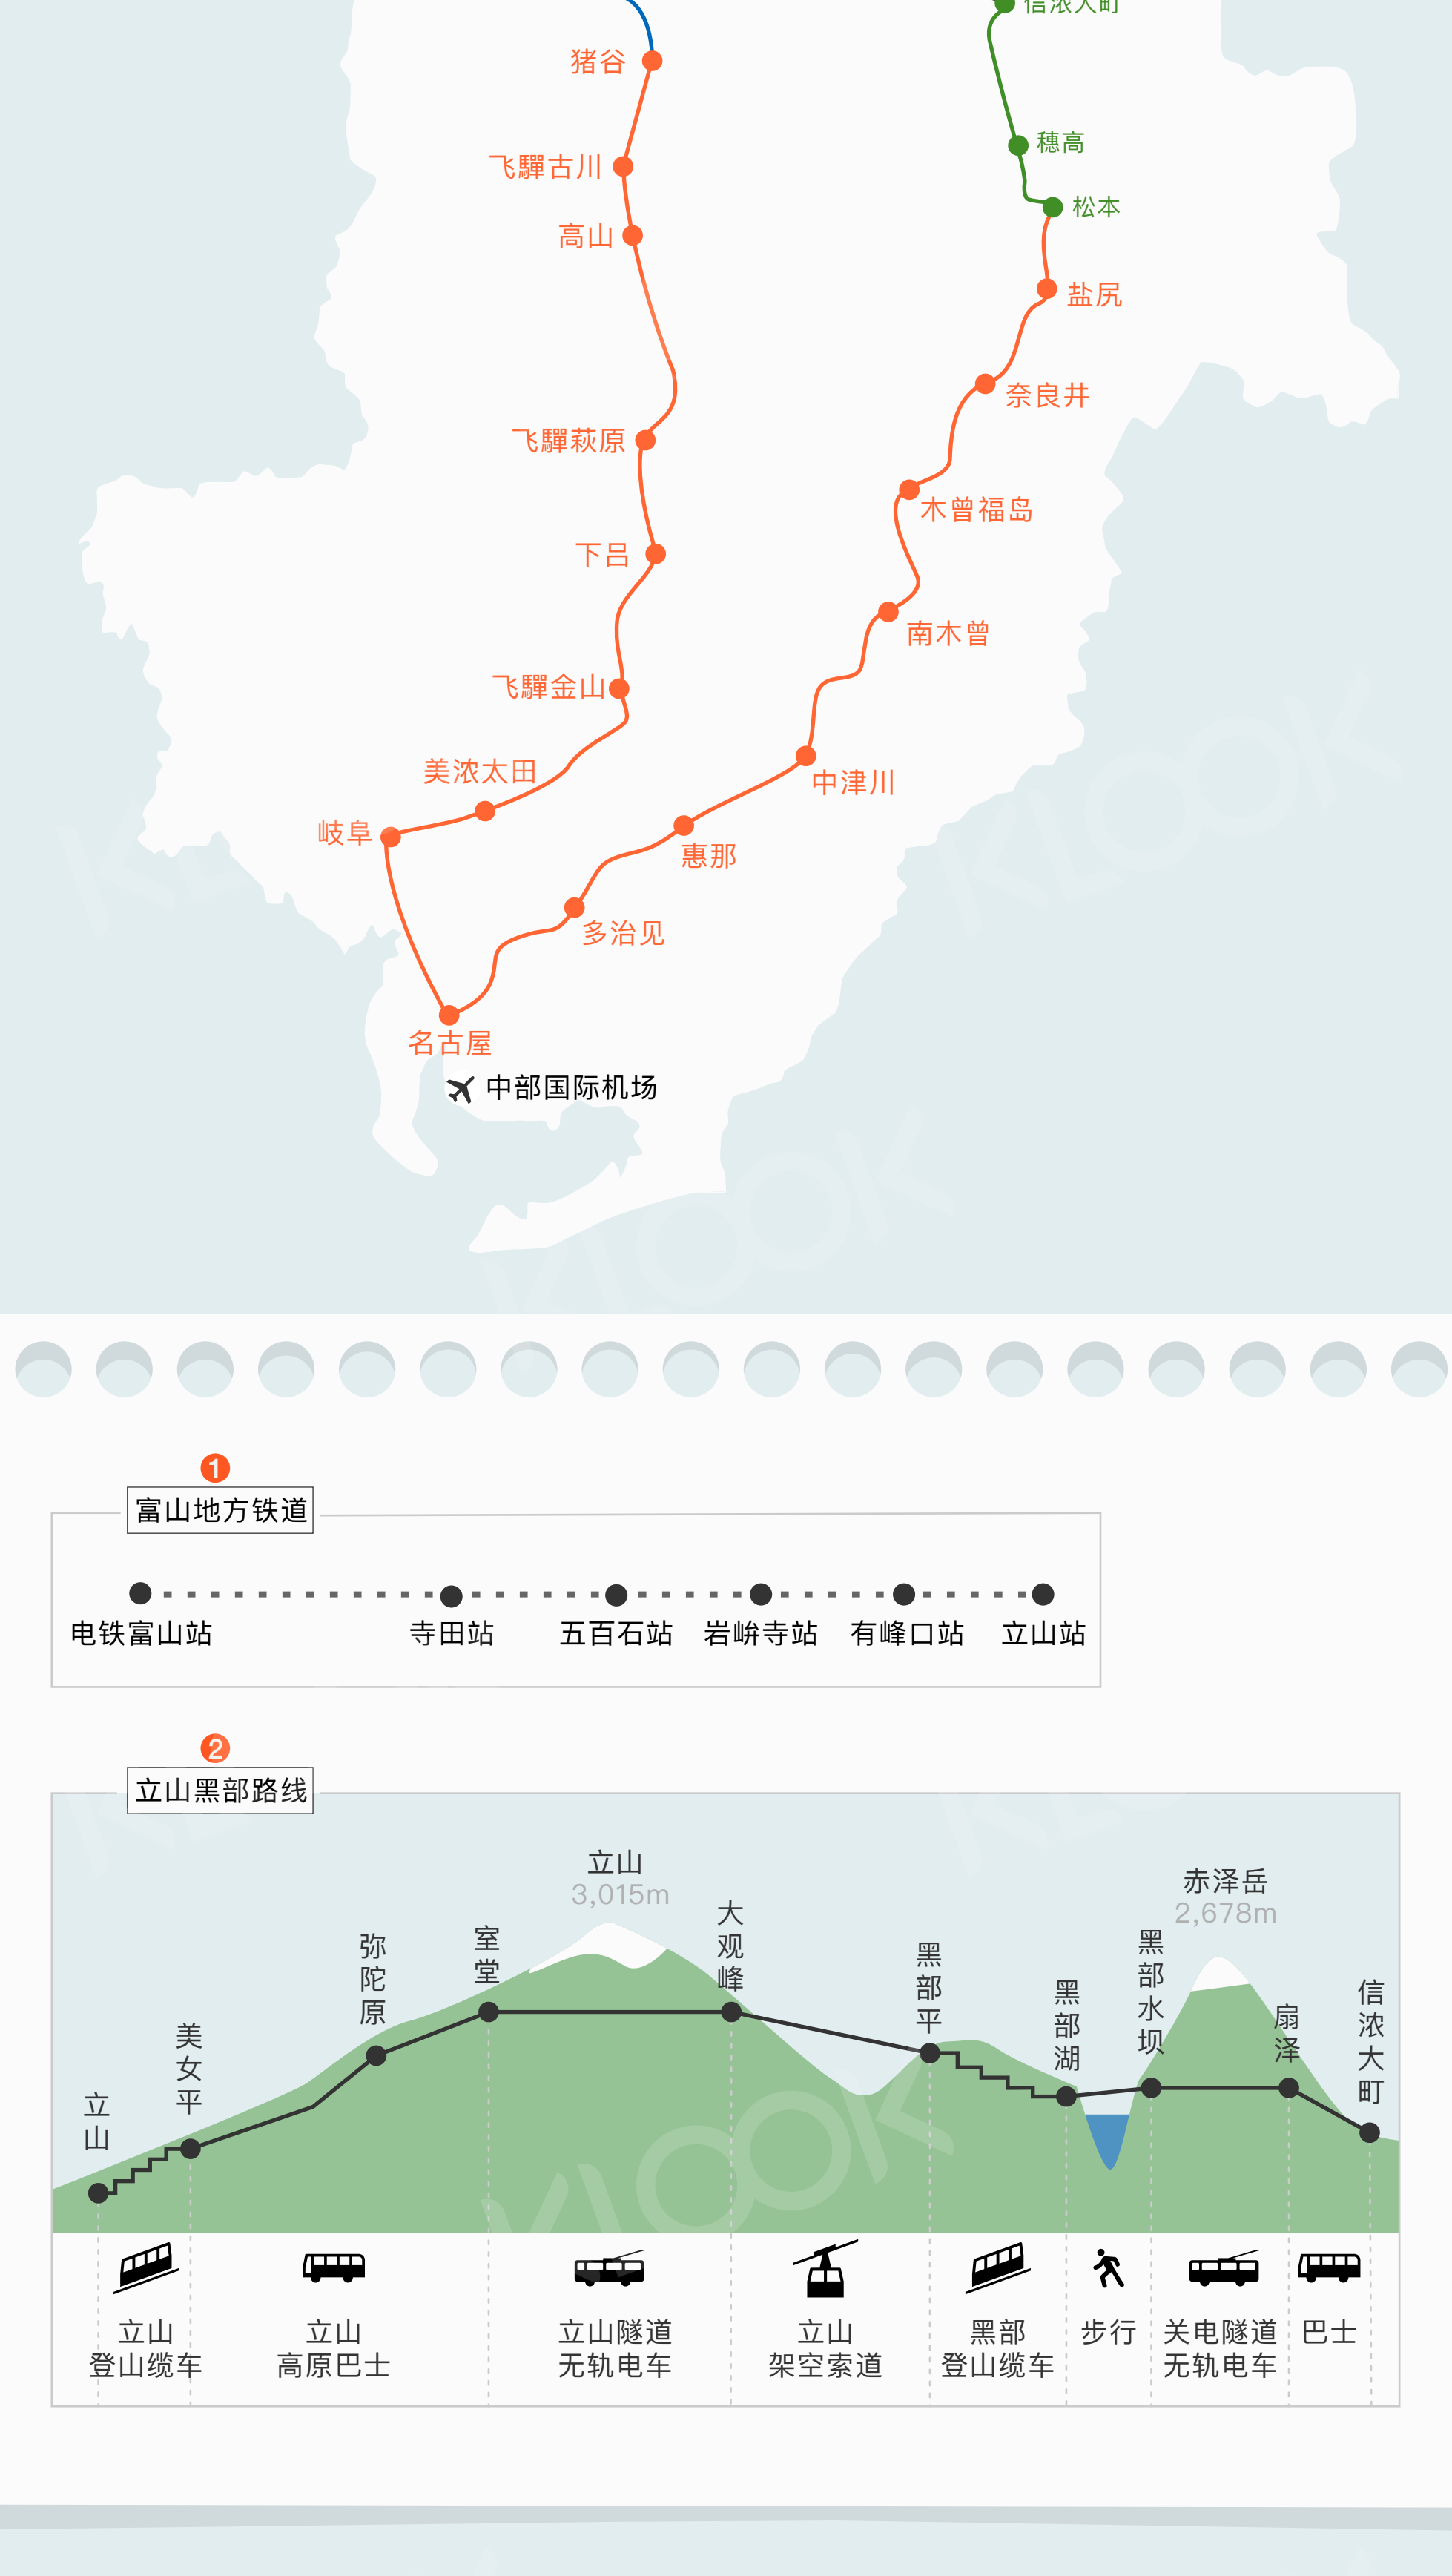 信浓大町
猪谷
穗高
飞驒古川
松本
高山
盐尻
奈良井
飞驒萩原
木曾福岛
下吕
南木曾
飞驒金山
美浓太田
中津川
岐阜
惠那
多治见
名古屋
中部国际机场
1
富山地方铁道
电铁富山站
寺田站
五百石站
岩峅寺站
有峰口站
立山站
2
立山黑部路线
立山
3,015m
赤泽岳
2,678m
立山
美女平
弥陀原
室堂
大观峰
黑部平
黑部湖
黑部水坝
扇泽
信浓大町
立山
登山缆车
立山
高原巴士
立山隧道
无轨电车
立山
架空索道
黑部
登山缆车
步行
关电隧道
无轨电车
巴士
KLOOK
KLOOK
KLOOK